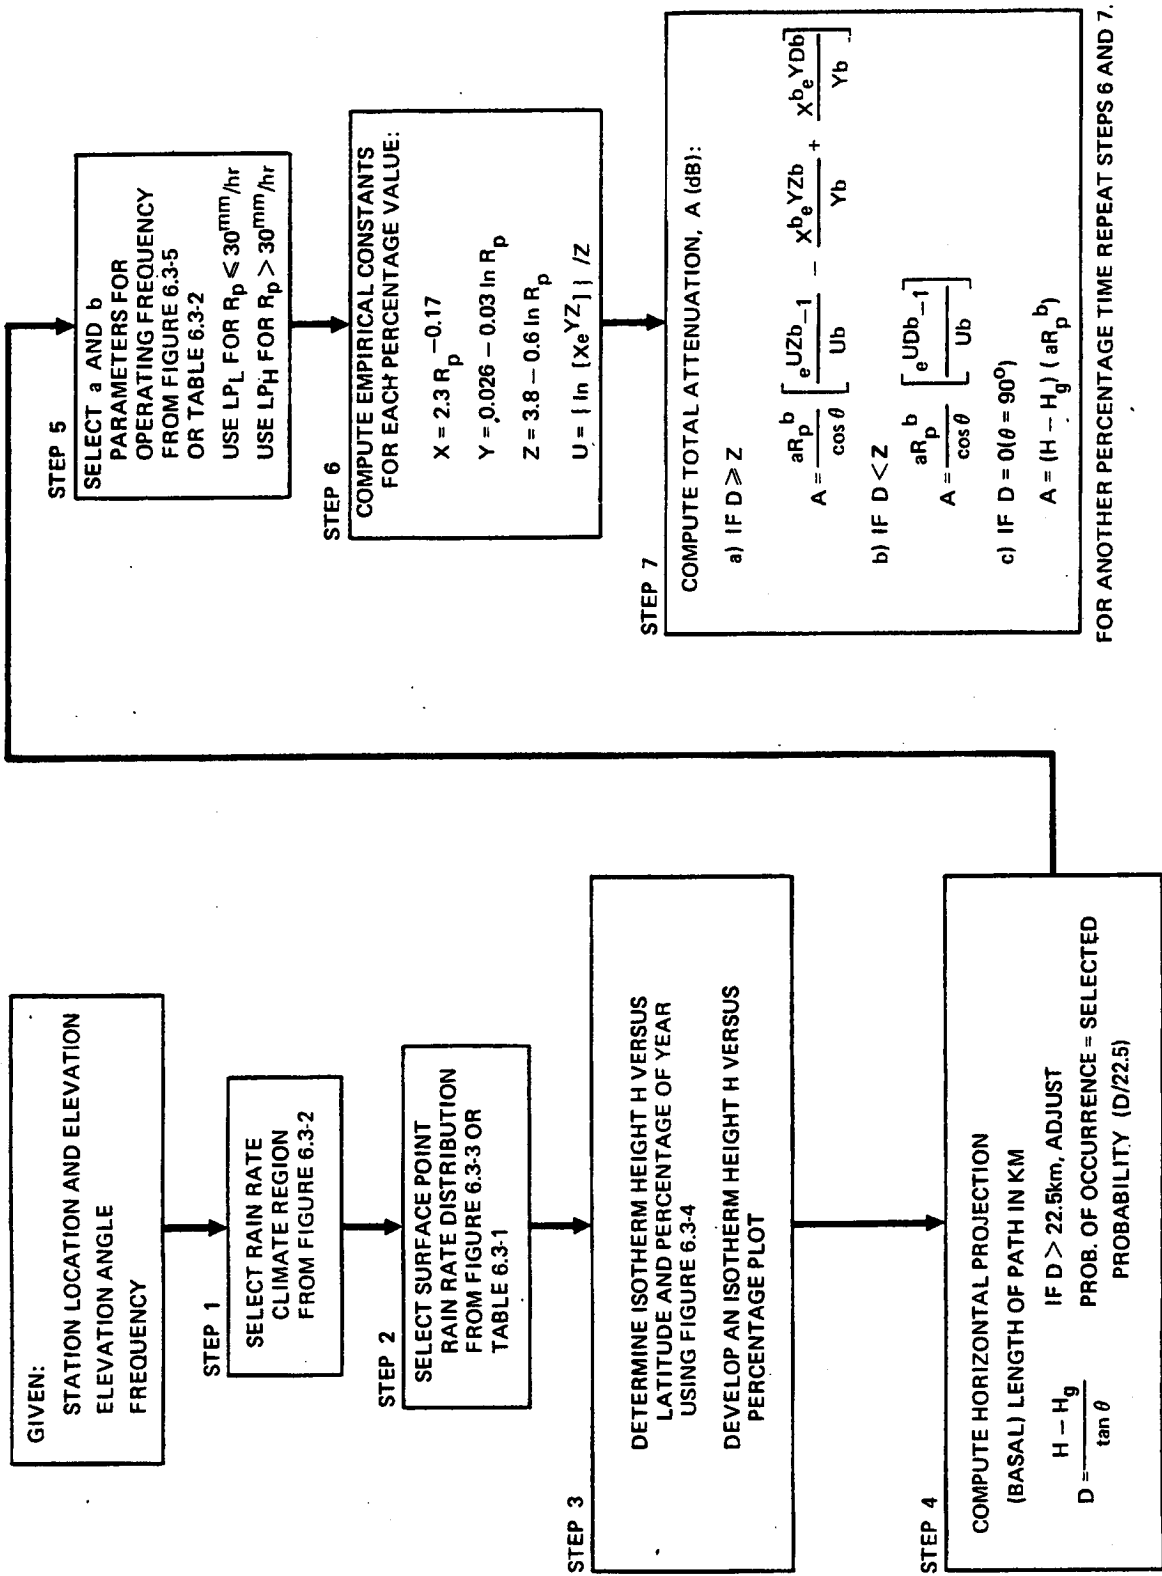 GIVEN:
STATION LOCATION AND ELEVATION
ELEVATION ANGLE
FREQUENCY
STEP 1
SELECT RAIN RATE
CLIMATE REGION
FROM FIGURE 6.3-2
STEP 2
SELECT SURFACE POINT
RAIN RATE DISTRIBUTION
FROM FIGURE 6.3-3 OR
TABLE 6.3-1
STEP 3
DETERMINE ISOTHERM HEIGHT H VERSUS
LATITUDE AND PERCENTAGE OF YEAR
USING FIGURE 6.3-4
DEVELOP AN ISOTHERM HEIGHT H VERSUS
PERCENTAGE PLOT
STEP 4
COMPUTE HORIZONTAL PROJECTION
(BASAL) LENGTH OF PATH IN KM
D = (H − Hg) / tan θ
IF D > 22.5km, ADJUST
PROB. OF OCCURRENCE = SELECTED
PROBABILITY (D/22.5)
STEP 5
SELECT a AND b
PARAMETERS FOR
OPERATING FREQUENCY
FROM FIGURE 6.3-5
OR TABLE 6.3-2
USE LP_L FOR R_p ⩽ 30^mm/hr
USE LP_H FOR R_p > 30^mm/hr
STEP 6
COMPUTE EMPIRICAL CONSTANTS
FOR EACH PERCENTAGE VALUE:
X = 2.3 R_p^−0.17
Y = 0.026 − 0.03 ln R_p
Z = 3.8 − 0.6 ln R_p
U = { ln [Xe^YZ] } /Z
STEP 7
COMPUTE TOTAL ATTENUATION, A (dB):
a) IF D ⩾ Z
A = aR_p^b / cos θ [ e^UZb −1 / Ub − X^b e^YZb / Yb + X^b e^YDb / Yb ]
b) IF D < Z
A = aR_p^b / cos θ [ e^UDb −1 / Ub ]
c) IF D = 0(θ = 90°)
A = (H − H_g) (aR_p^b)
FOR ANOTHER PERCENTAGE TIME REPEAT STEPS 6 AND 7.